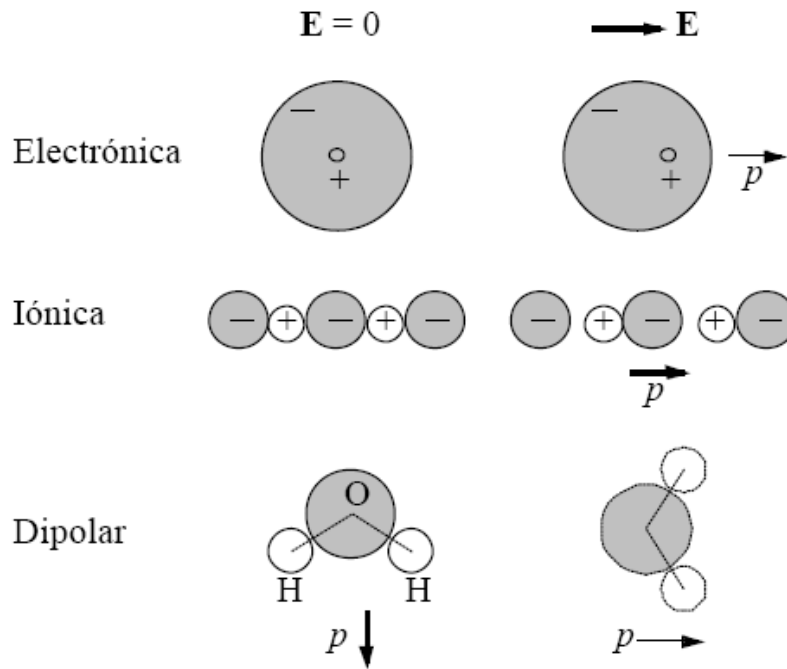 E = 0
E
Electrónica
−
+
−
+
p
Iónica
− + − + −
− + − + −
p
Dipolar
O
H H
p
p